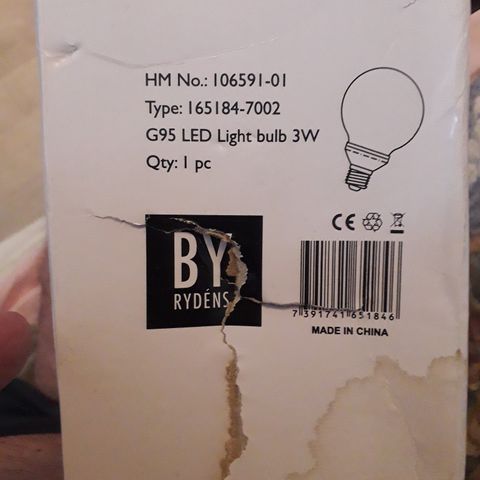 HM No.: 106591-01
Type: 165184-7002
G95 LED Light bulb 3W
Qty: 1 pc
CE
BY
RYDÉNS
7 391741 651846
MADE IN CHINA